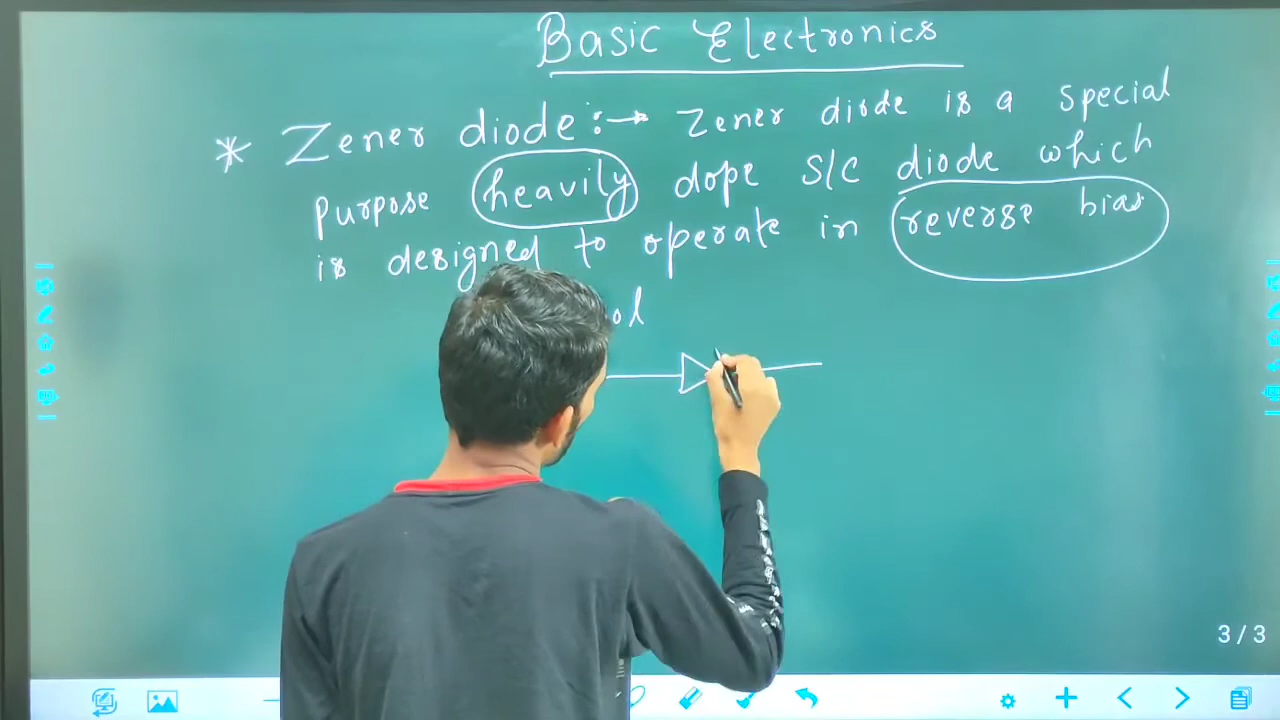 Basic Electronics
* Zener diode:→ Zener diode is a special
purpose heavily dope S/C diode which
is designed to operate in reverse bias
3/3